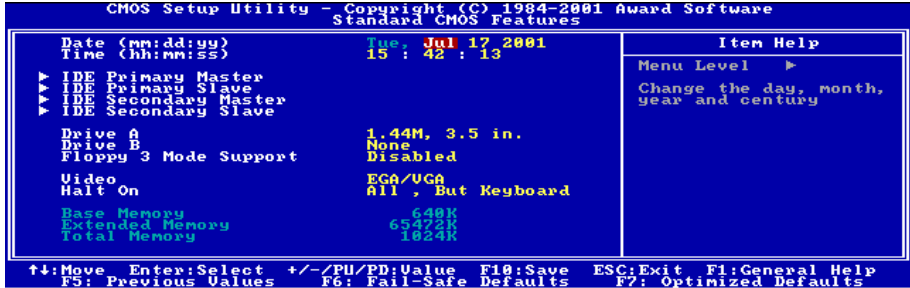 CMOS Setup Utility - Copyright (C) 1984-2001 Award Software
Standard CMOS Features
Date (mm:dd:yy) Tue, Jul 17 2001
Time (hh:mm:ss) 15 : 42 : 13
► IDE Primary Master
► IDE Primary Slave
► IDE Secondary Master
► IDE Secondary Slave
Drive A 1.44M, 3.5 in.
Drive B None
Floppy 3 Mode Support Disabled
Video EGA/VGA
Halt On All , But Keyboard
Base Memory 640K
Extended Memory 65472K
Total Memory 1024K
Item Help
Menu Level ►
Change the day, month,
year and century
↑↓:Move Enter:Select +/-/PU/PD:Value F10:Save ESC:Exit F1:General Help
F5: Previous Values F6: Fail-Safe Defaults F7: Optimized Defaults